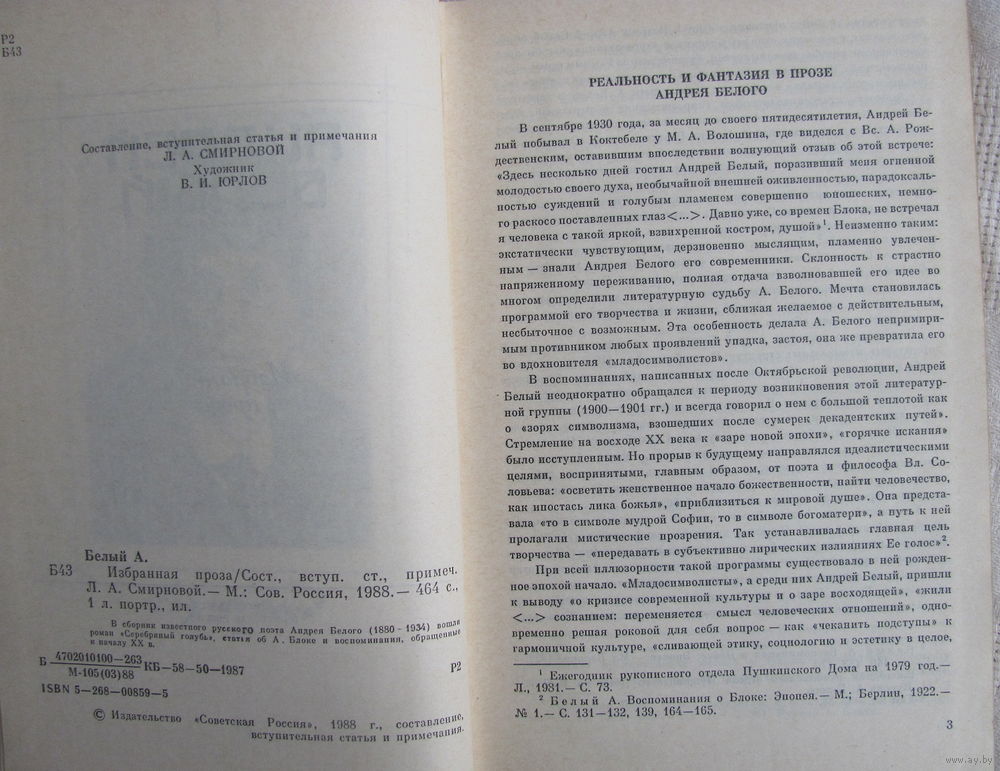 Р2
Б43
Составление, вступительная статья и примечания
Л. А. СМИРНОВОЙ
Художник
В. И. ЮРЛОВ
Белый А.
Б43 Избранная проза/Сост., вступ. ст., примеч.
Л. А. Смирновой.— М.: Сов. Россия, 1988.— 464 с.,
1 л. портр., ил.
В сборник известного русского поэта Андрея Белого (1880-1934) вошли
роман «Серебряный голубь», статья об А. Блоке и воспоминания, обращенные
к началу XX в.
Б 4702010100—263
М-105(03)88 КБ—58—50—1987 Р2
ISBN 5—268—00859—5
© Издательство «Советская Россия», 1988 г., составление,
вступительная статья и примечания.
РЕАЛЬНОСТЬ И ФАНТАЗИЯ В ПРОЗЕ
АНДРЕЯ БЕЛОГО
В сентябре 1930 года, за месяц до своего пятидесятилетия, Андрей Бе-
лый побывал в Коктебеле у М. А. Волошина, где виделся с Вс. А. Рож-
дественским, оставившим впоследствии волнующий отзыв об этой встрече:
«Здесь несколько дней гостил Андрей Белый, поразивший меня огненной
молодостью своего духа, необычайной внешней оживленностью, парадоксаль-
ностью суждений и голубым пламенем совершенно юношеских, немно-
го раскосо поставленных глаз<...>. Давно уже, со времен Блока, не встречал
я человека с такой яркой, взвихренной костром, душой»¹. Неизменно таким:
экстатически чувствующим, дерзновенно мыслящим, пламенно увлечен-
ным — знали Андрея Белого его современники. Склонность к страстно
напряженному переживанию, полная отдача взволновавшей его идее во
многом определили литературную судьбу А. Белого. Мечта становилась
программой его творчества и жизни, сближая желаемое с действительным,
несбыточное с возможным. Эта особенность делала А. Белого непримири-
мым противником любых проявлений упадка, застоя, она же превратила его
во вдохновителя «младосимволистов».
В воспоминаниях, написанных после Октябрьской революции, Андрей
Белый неоднократно обращался к периоду возникновения этой литератур-
ной группы (1900—1901 гг.) и всегда говорил о нем с большой теплотой как
о «зорях символизма, взошедших после сумерек декадентских путей».
Стремление на восходе XX века к «заре новой эпохи», «горячке искания»
было исступленным. Но прорыв к будущему направлялся идеалистическими
целями, воспринятыми, главным образом, от поэта и философа Вл. Со-
ловьева: «осветить женственное начало божественности, найти человечество,
как ипостась лика божья», «приблизиться к мировой душе». Она предста-
вала «то в символе мудрой Софии, то в символе богоматери», а путь к ней
пролагали мистические прозрения. Так устанавливалась главная цель
творчества — «передавать в субъективно лирических излияниях Ее голос»².
При всей иллюзорности такой программы существовало в ней рожден-
ное эпохой начало. «Младосимволисты», а среди них Андрей Белый, пришли
к выводу «о кризисе современной культуры и о заре восходящей», «жили
<...> сознанием: переменяется смысл человеческих отношений», одно-
временно решая роковой для себя вопрос — как «чеканить подступы» к
гармоничной культуре, «сливающей этику, социологию и эстетику в целое,
¹ Ежегодник рукописного отдела Пушкинского Дома на 1979 год.—
Л., 1981.— С. 73.
² Белый А. Воспоминания о Блоке: Эпопея.— М.; Берлин, 1922.—
№ 1.— С. 131—132, 139, 164—165.
3
www.ay.by